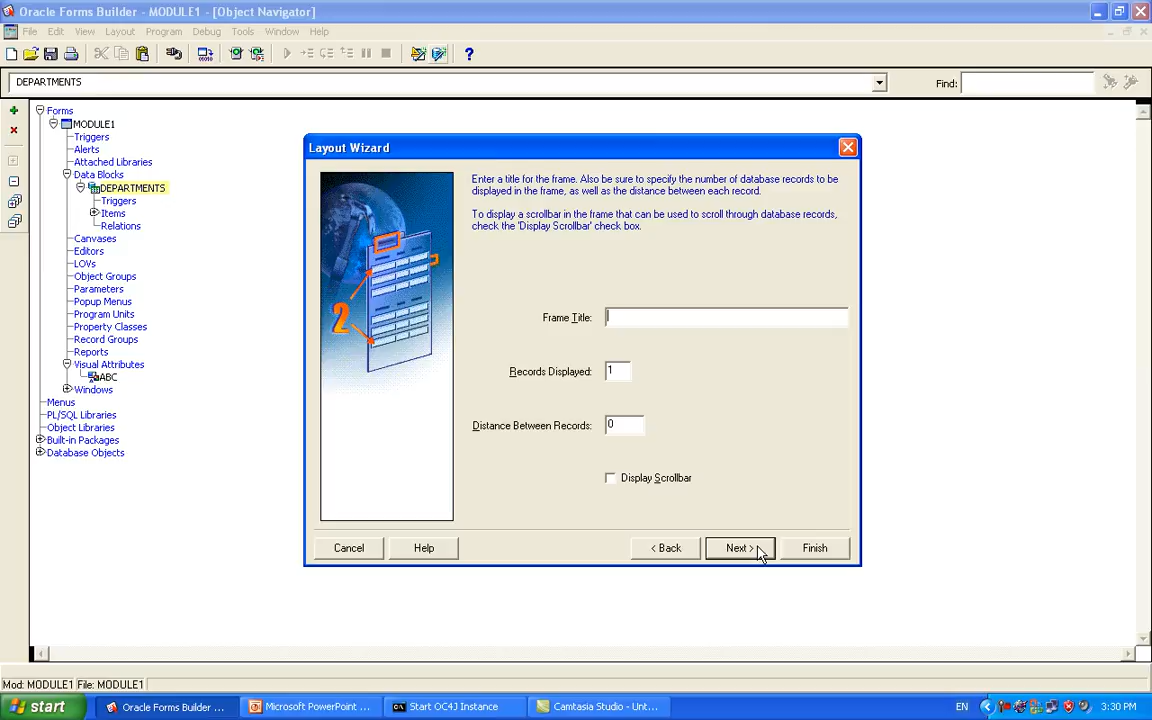 Oracle Forms Builder - MODULE1 - [Object Navigator]
File Edit View Layout Program Debug Tools Window Help
DEPARTMENTS
Find:
Forms
MODULE1
Triggers
Alerts
Attached Libraries
Data Blocks
DEPARTMENTS
Triggers
Items
Relations
Canvases
Editors
LOVs
Object Groups
Parameters
Popup Menus
Program Units
Property Classes
Record Groups
Reports
Visual Attributes
ABC
Windows
Menus
PL/SQL Libraries
Object Libraries
Built-in Packages
Database Objects
Layout Wizard
Enter a title for the frame. Also be sure to specify the number of database records to be
displayed in the frame, as well as the distance between each record.
To display a scrollbar in the frame that can be used to scroll through database records,
check the 'Display Scrollbar' check box.
2
Frame Title:
Records Displayed: 1
Distance Between Records: 0
Display Scrollbar
Cancel Help < Back Next > Finish
Mod: MODULE1 File: MODULE1
start Oracle Forms Builder ... Microsoft PowerPoint ... Start OC4J Instance Camtasia Studio - Unt... EN 3:30 PM